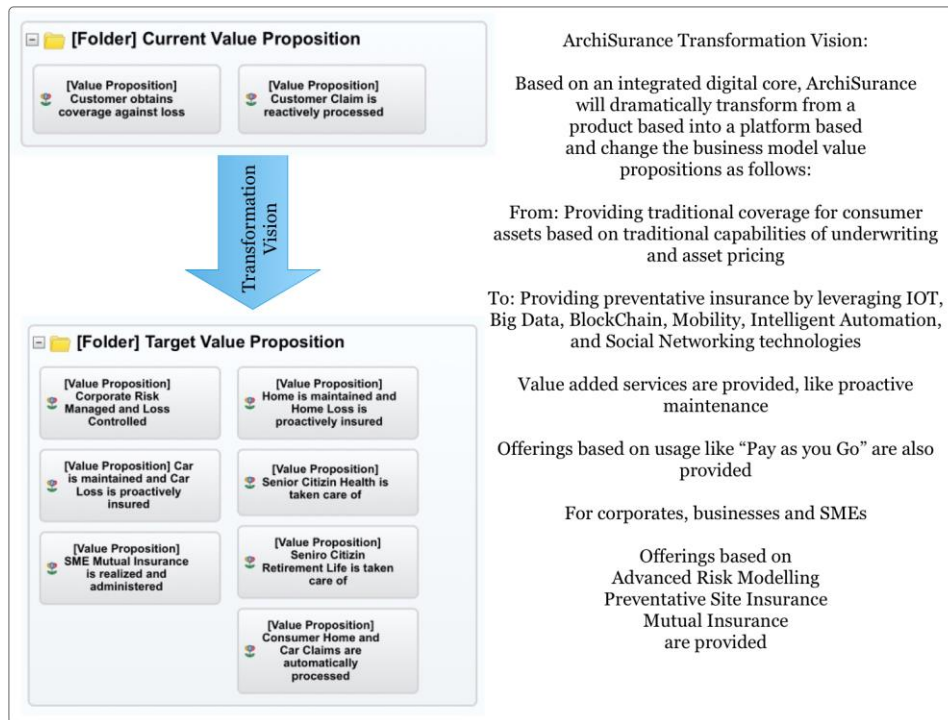 [Folder] Current Value Proposition
[Value Proposition]
Customer obtains
coverage against loss
[Value Proposition]
Customer Claim is
reactively processed
Transformation
Vision
[Folder] Target Value Proposition
[Value Proposition]
Corporate Risk
Managed and Loss
Controlled
[Value Proposition]
Home is maintained and
Home Loss is
proactively insured
[Value Proposition] Car
is maintained and Car
Loss is proactively
insured
[Value Proposition]
Senior Citizin Health is
taken care of
[Value Proposition]
SME Mutual Insurance
is realized and
administered
[Value Proposition]
Seniro Citizin
Retirement Life is taken
care of
[Value Proposition]
Consumer Home and
Car Claims are
automatically
processed
ArchiSurance Transformation Vision:
Based on an integrated digital core, ArchiSurance
will dramatically transform from a
product based into a platform based
and change the business model value
propositions as follows:
From: Providing traditional coverage for consumer
assets based on traditional capabilities of underwriting
and asset pricing
To: Providing preventative insurance by leveraging IOT,
Big Data, BlockChain, Mobility, Intelligent Automation,
and Social Networking technologies
Value added services are provided, like proactive
maintenance
Offerings based on usage like “Pay as you Go” are also
provided
For corporates, businesses and SMEs
Offerings based on
Advanced Risk Modelling
Preventative Site Insurance
Mutual Insurance
are provided